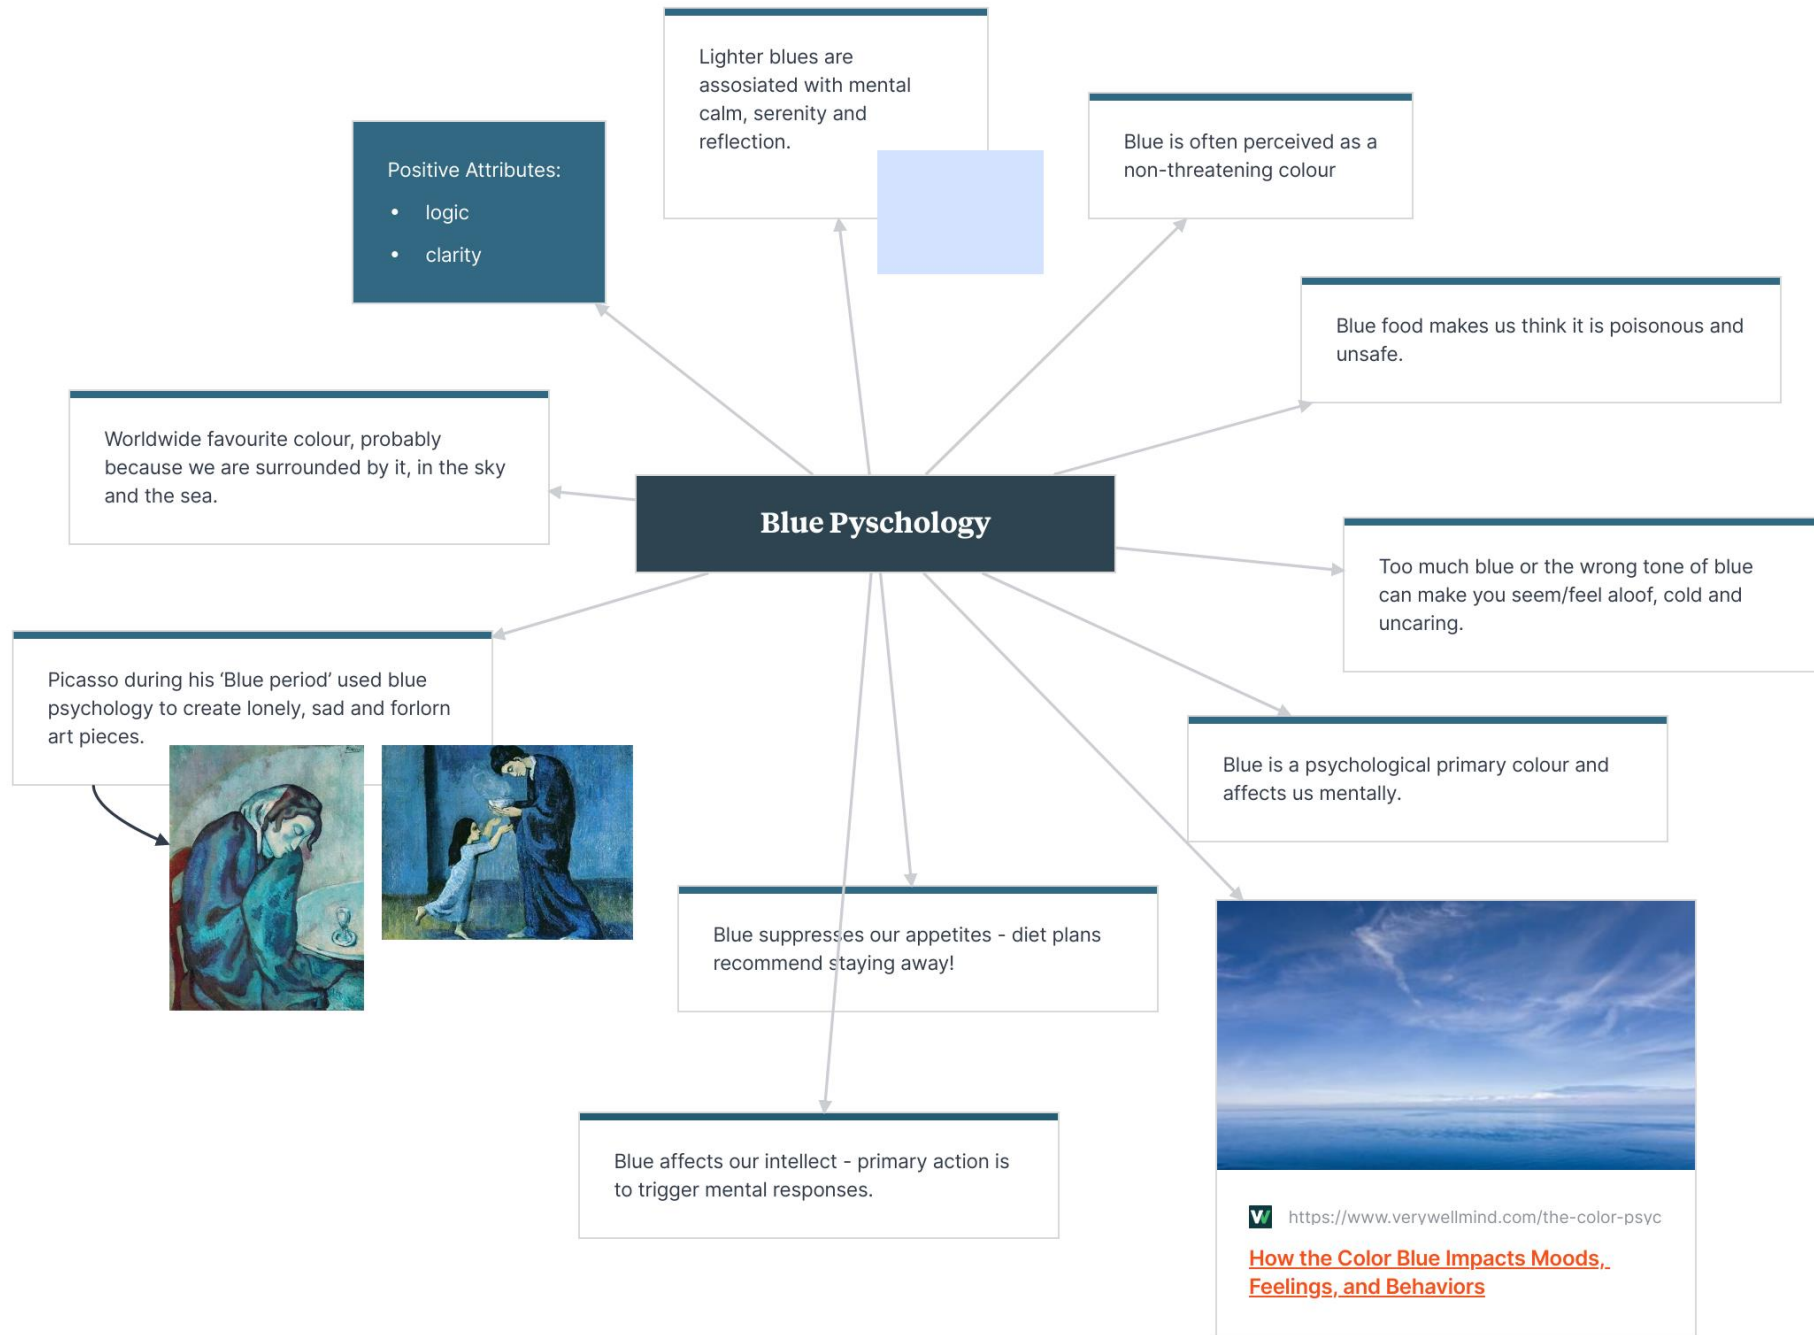 Lighter blues are
assosiated with mental
calm, serenity and
reflection.
Blue is often perceived as a
non-threatening colour
Positive Attributes:
• logic
• clarity
Blue food makes us think it is poisonous and
unsafe.
Worldwide favourite colour, probably
because we are surrounded by it, in the sky
and the sea.
Blue Pyschology
Too much blue or the wrong tone of blue
can make you seem/feel aloof, cold and
uncaring.
Picasso during his ‘Blue period’ used blue
psychology to create lonely, sad and forlorn
art pieces.
Blue is a psychological primary colour and
affects us mentally.
Blue suppresses our appetites - diet plans
recommend staying away!
Blue affects our intellect - primary action is
to trigger mental responses.
https://www.verywellmind.com/the-color-psyc
How the Color Blue Impacts Moods,
Feelings, and Behaviors